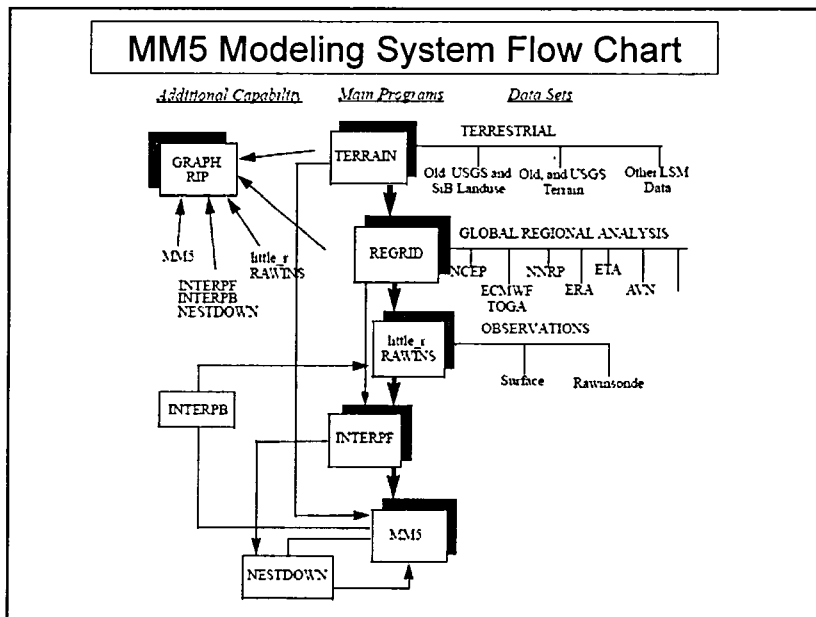 MM5 Modeling System Flow Chart
Additional Capability
Main Programs
Data Sets
GRAPH
RIP
TERRAIN
TERRESTRIAL
Old, USGS and
SiB Landuse
Old, and USGS
Terrain
Other LSM
Data
MM5
INTERPF
INTERPB
NESTDOWN
little_r
RAWINS
REGRID
GLOBAL REGIONAL ANALYSIS
NCEP
ECMWF
TOGA
NNRP
ERA
ETA
AVN
little_r
RAWINS
OBSERVATIONS
Surface
Rawinsonde
INTERPB
INTERPF
MM5
NESTDOWN